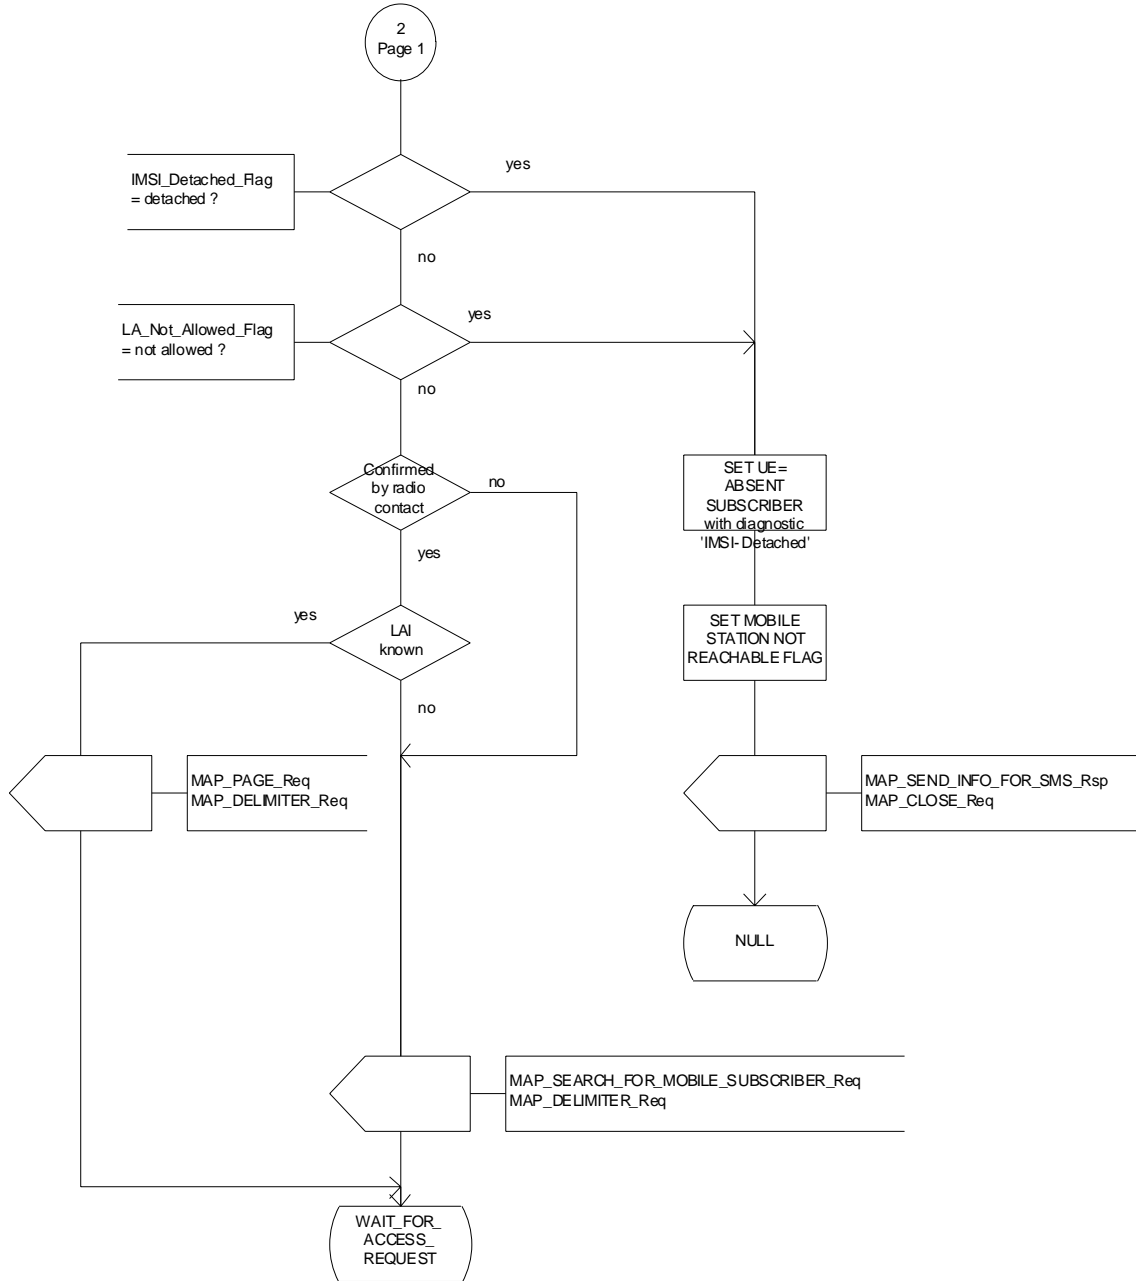 2
Page 1
yes
IMSI_Detached_Flag
= detached ?
no
yes
LA_Not_Allowed_Flag
= not allowed ?
no
Confirmed
by radio
contact
no
SET UE=
ABSENT
SUBSCRIBER
with diagnostic
'IMSI-Detached'
yes
yes
LAI
known
SET MOBILE
STATION NOT
REACHABLE FLAG
no
MAP_PAGE_Req
MAP_DELIMITER_Req
MAP_SEND_INFO_FOR_SMS_Rsp
MAP_CLOSE_Req
NULL
MAP_SEARCH_FOR_MOBILE_SUBSCRIBER_Req
MAP_DELIMITER_Req
WAIT_FOR_
ACCESS_
REQUEST